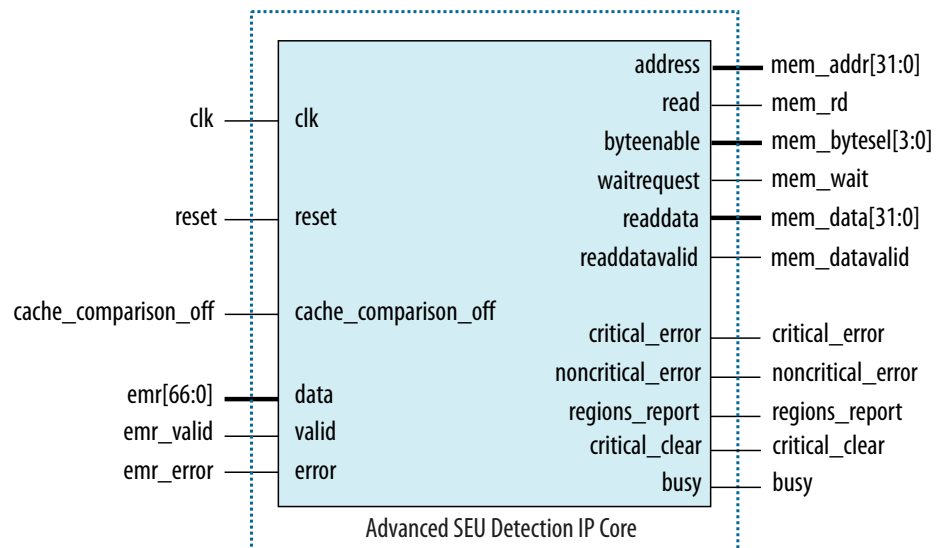 address mem_addr[31:0]
read mem_rd
clk clk
byteenable mem_bytesel[3:0]
waitrequest mem_wait
reset reset
readdata mem_data[31:0]
readdatavalid mem_datavalid
cache_comparison_off cache_comparison_off
critical_error critical_error
noncritical_error noncritical_error
emr[66:0] data
regions_report regions_report
emr_valid valid
critical_clear critical_clear
emr_error error
busy busy
Advanced SEU Detection IP Core